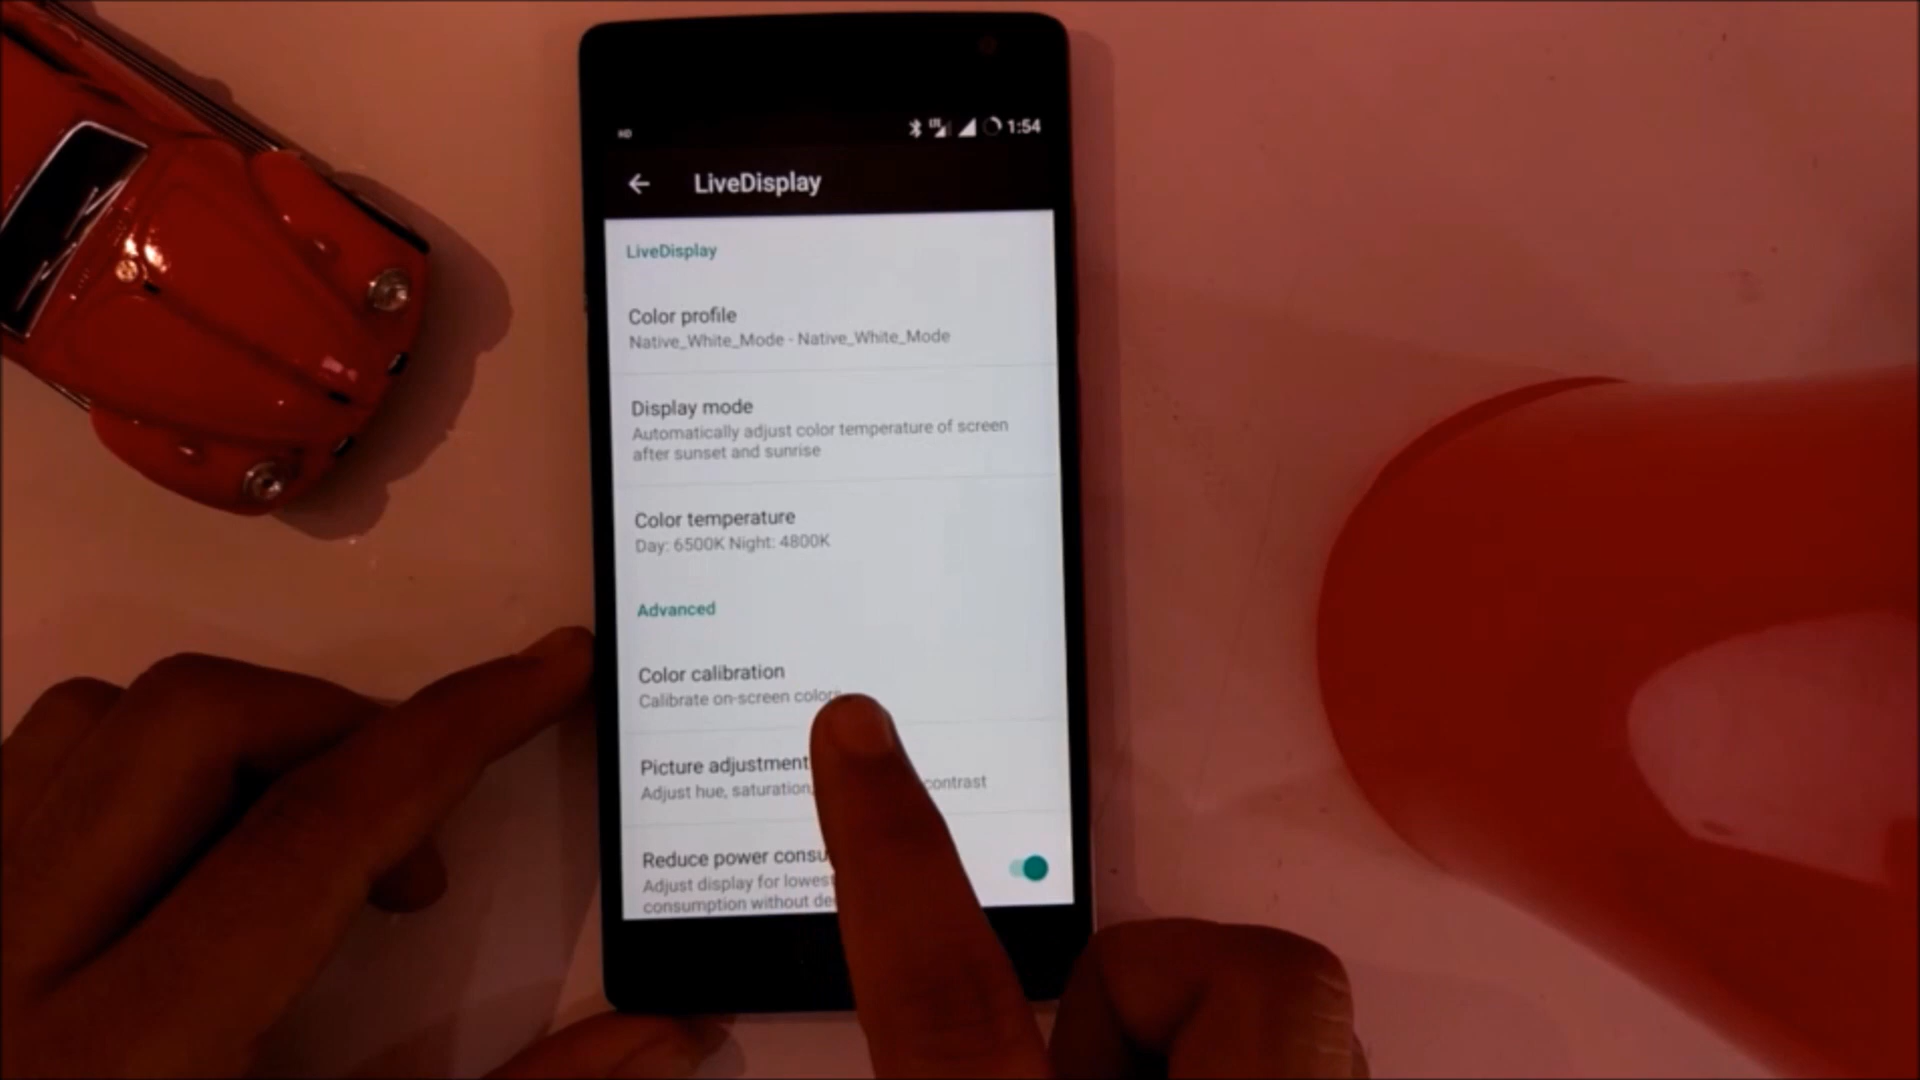 HD
1:54
LiveDisplay
LiveDisplay
Color profile
Native_White_Mode - Native_White_Mode
Display mode
Automatically adjust color temperature of screen
after sunset and sunrise
Color temperature
Day: 6500K Night: 4800K
Advanced
Color calibration
Calibrate on-screen colors
Picture adjustment
Adjust hue, saturation, contrast
Reduce power
Adjust display for lowest
consumption without